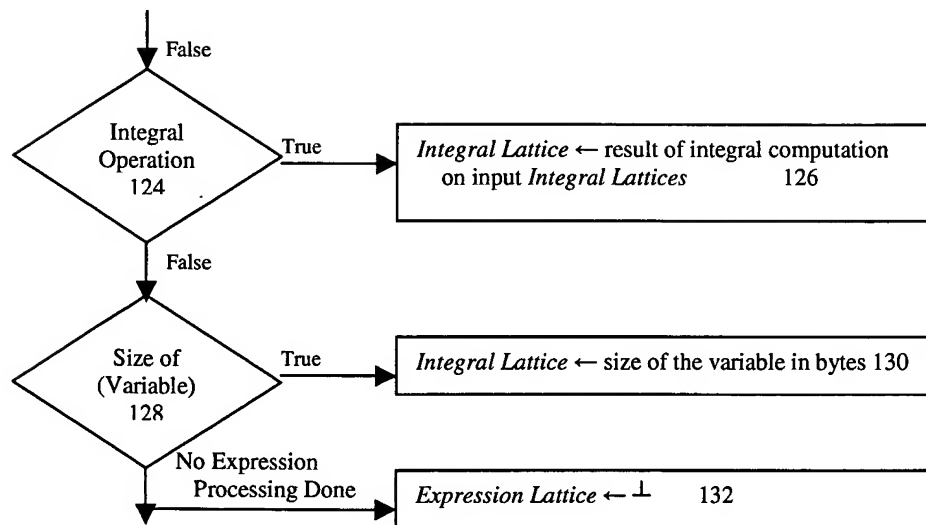 False
Integral
Operation
124
True
Integral Lattice ← result of integral computation
on input Integral Lattices 126
False
Size of
(Variable)
128
True
Integral Lattice ← size of the variable in bytes 130
No Expression
Processing Done
Expression Lattice ← ⊥ 132